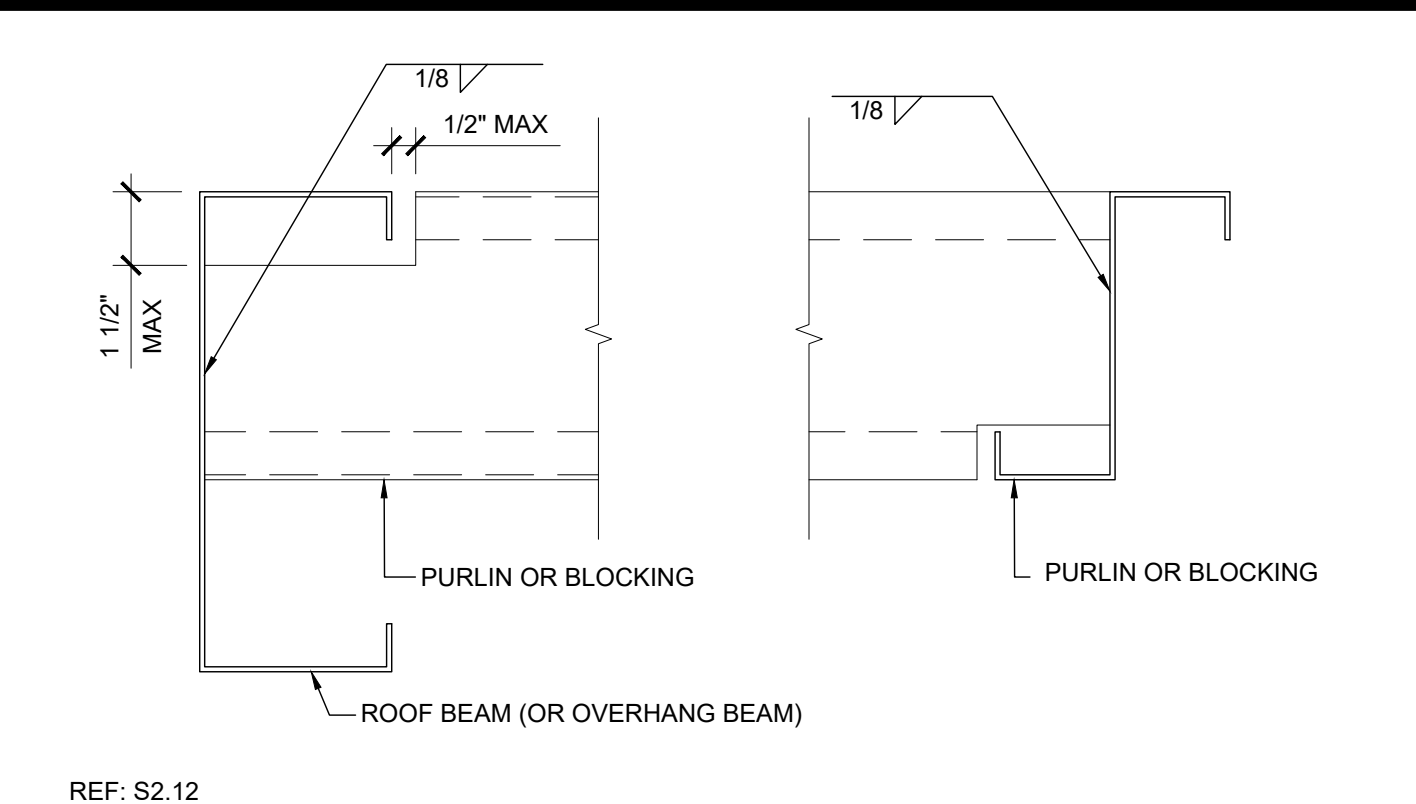 1/8
1/2" MAX
1/8
1 1/2"
MAX
PURLIN OR BLOCKING
PURLIN OR BLOCKING
ROOF BEAM (OR OVERHANG BEAM)
REF: S2.12